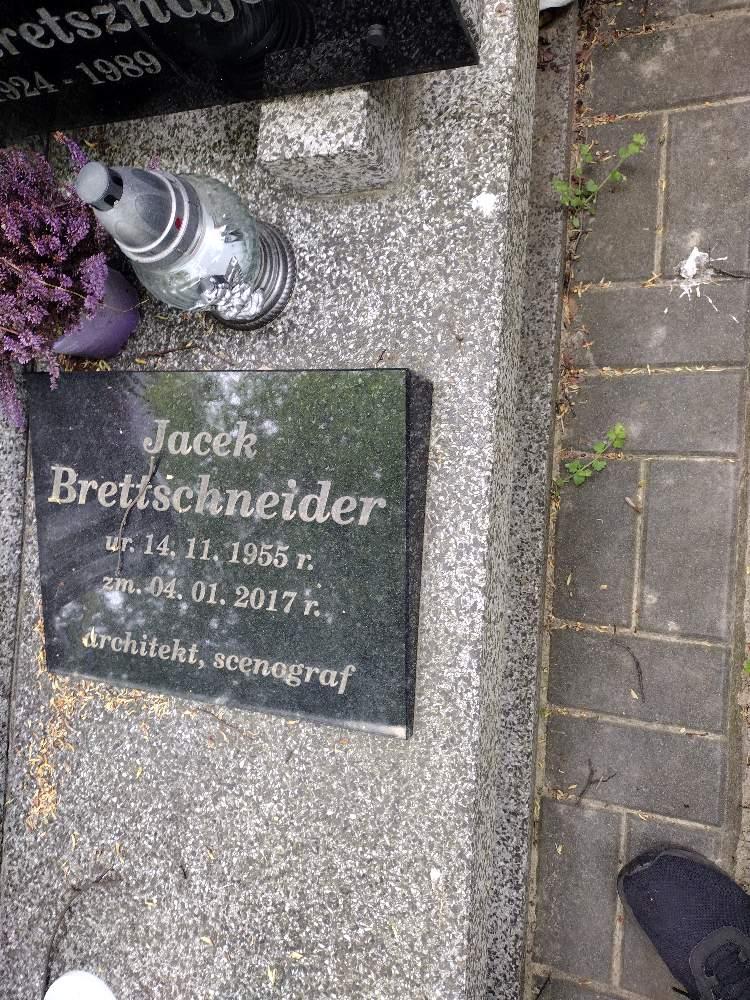 1924 - 1989
Jacek
Brettschneider
ur. 14. 11. 1955 r.
zm. 04. 01. 2017 r.
architekt, scenograf